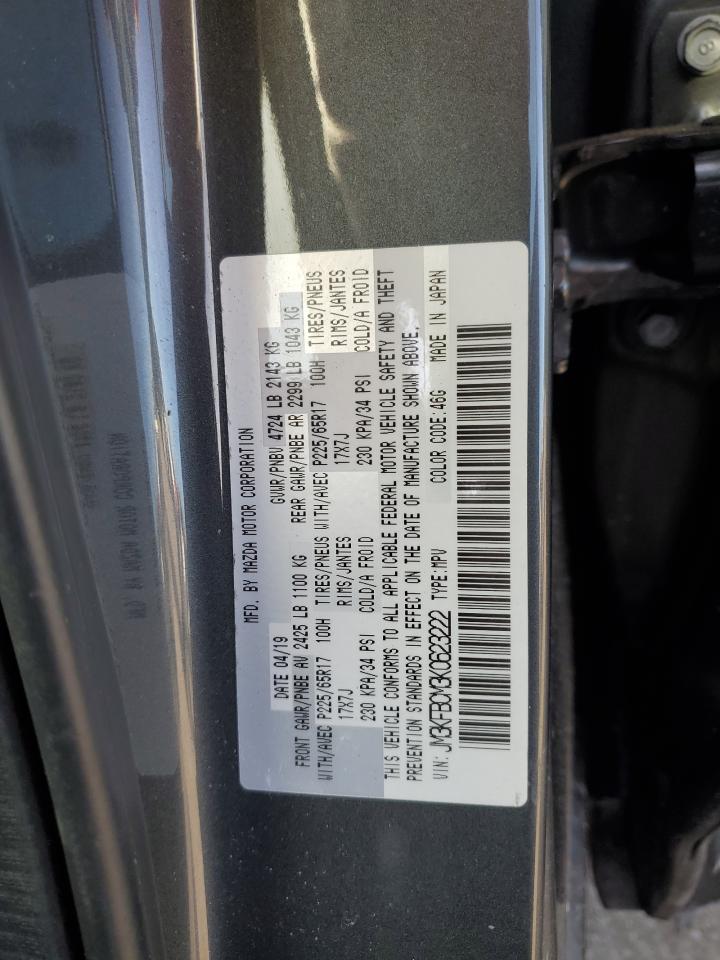 MFD. BY MAZDA MOTOR CORPORATION
DATE 04/19 GVWR/PNBV 4724 LB 2143 KG
FRONT GAWR/PNBE AV 2425 LB 1100 KG REAR GAWR/PNBE AR 2299 LB 1043 KG
WITH/AVEC P225/65R17 100H TIRES/PNEUS WITH/AVEC P225/65R17 100H TIRES/PNEUS
17X7J RIMS/JANTES 17X7J RIMS/JANTES
230 KPA/34 PSI COLD/A FROID 230 KPA/34 PSI COLD/A FROID
THIS VEHICLE CONFORMS TO ALL APPLICABLE FEDERAL MOTOR VEHICLE SAFETY AND THEFT
PREVENTION STANDARDS IN EFFECT ON THE DATE OF MANUFACTURE SHOWN ABOVE.
VIN: JM3KFBCM3K0623222 TYPE:MPV COLOR CODE:46G MADE IN JAPAN